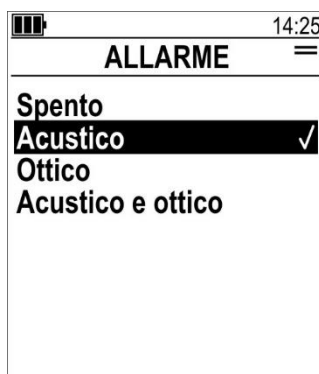 14:25
ALLARME
Spento
Acustico
Ottico
Acustico e ottico